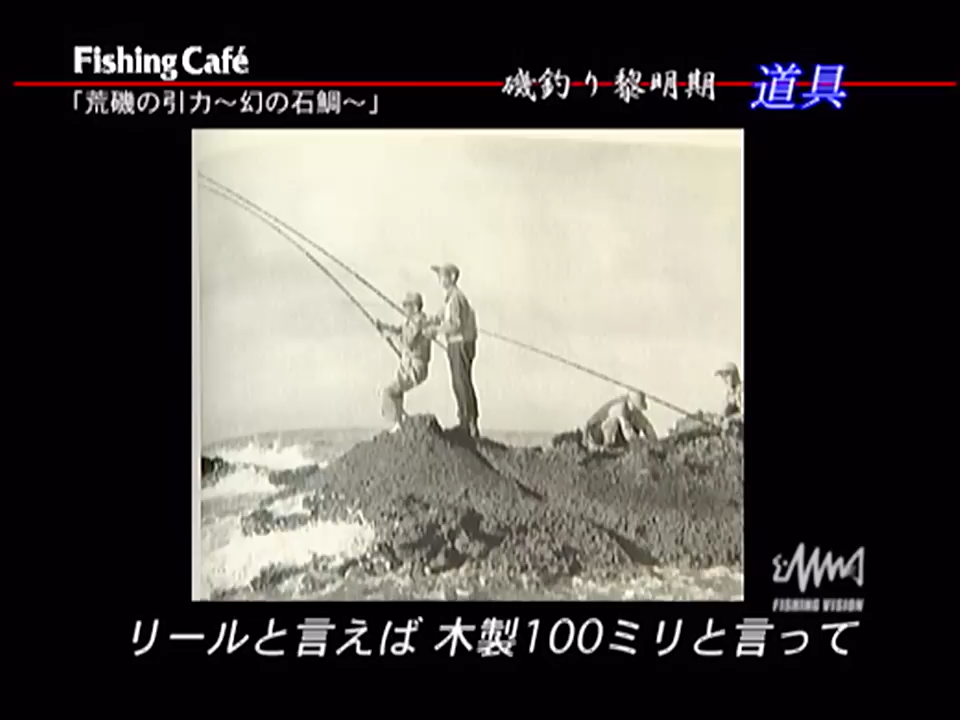 Fishing Café
「荒磯の引力～幻の石鯛～」
磯釣り黎明期 道具
FISHING VISION
リールと言えば 木製100ミリと言って